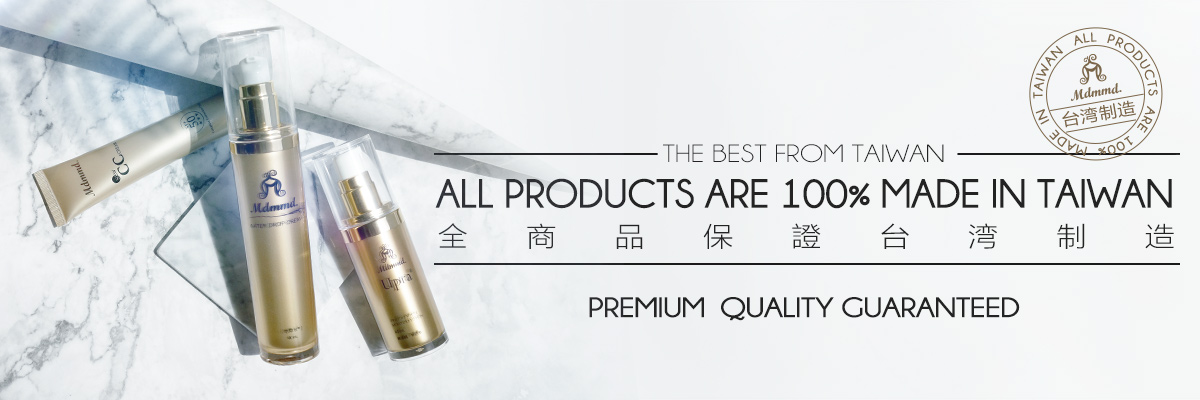 THE BEST FROM TAIWAN
ALL PRODUCTS ARE 100% MADE IN TAIWAN
全商品保證台湾制造
PREMIUM QUALITY GUARANTEED
ALL PRODUCTS ARE 100% MADE IN TAIWAN
Mdmmd.
台湾制造
Mdmmd.
CC
50
Mdmmd.
Mdmmd.